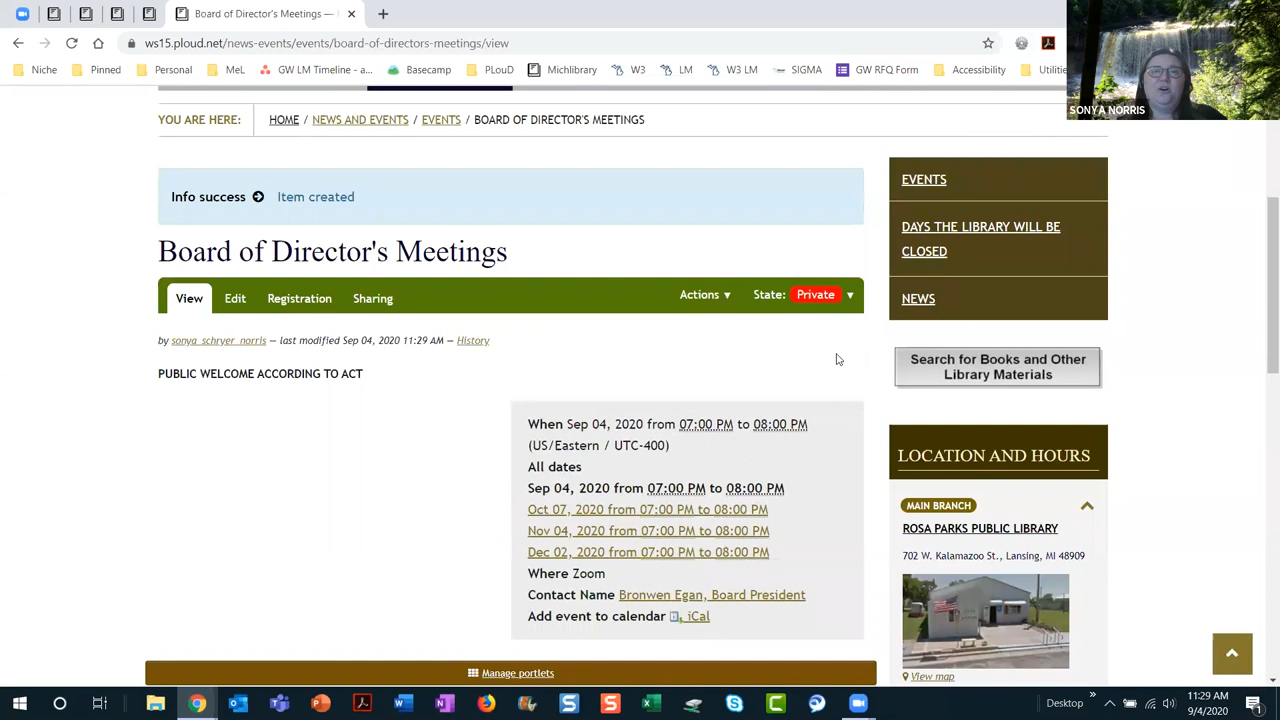 Board of Director's Meetings —
ws15.ploud.net/news-events/events/board-of-directors-meetings/view
Niche
Pinned
Personal
MeL
GW LM Timeline - a...
Basecamp
PLouD
Michlibrary
W3
LM
W3 LM
SIGMA
GW RFQ Form
Accessibility
Utilitie
SONYA NORRIS
YOU ARE HERE: HOME / NEWS AND EVENTS / EVENTS / BOARD OF DIRECTOR'S MEETINGS
Info success Item created
Board of Director's Meetings
View Edit Registration Sharing Actions ▼ State: Private ▼
by sonya_schryer_norris — last modified Sep 04, 2020 11:29 AM — History
PUBLIC WELCOME ACCORDING TO ACT
When Sep 04, 2020 from 07:00 PM to 08:00 PM
(US/Eastern / UTC-400)
All dates
Sep 04, 2020 from 07:00 PM to 08:00 PM
Oct 07, 2020 from 07:00 PM to 08:00 PM
Nov 04, 2020 from 07:00 PM to 08:00 PM
Dec 02, 2020 from 07:00 PM to 08:00 PM
Where Zoom
Contact Name Bronwen Egan, Board President
Add event to calendar iCal
Manage portlets
EVENTS
DAYS THE LIBRARY WILL BE
CLOSED
NEWS
Search for Books and Other
Library Materials
LOCATION AND HOURS
MAIN BRANCH
ROSA PARKS PUBLIC LIBRARY
702 W. Kalamazoo St., Lansing, MI 48909
View map
Desktop
11:29 AM
9/4/2020